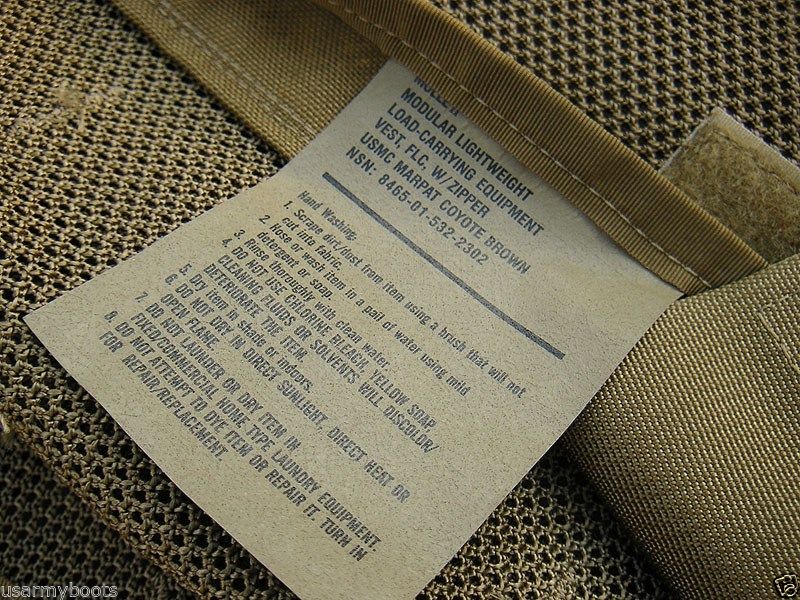 MOLLE II
MODULAR LIGHTWEIGHT
LOAD-CARRYING EQUIPMENT
VEST, FLC, W/ZIPPER
USMC MARPAT COYOTE BROWN
NSN: 8465-01-532-2302
Hand Washing.
1. Scrape dirt/dust from item using a brush that will not
cut into fabric.
2. Hose or wash item in a pail of water using mild
detergent or soap.
3. Rinse thoroughly with clean water.
4. DO NOT USE CHLORINE BLEACH, YELLOW SOAP
CLEANING FLUIDS OR SOLVENTS WILL DISCOLOR/
DETERIORATE THE ITEM.
5. Dry item in shade or indoors.
6. DO NOT DRY IN DIRECT SUNLIGHT, DIRECT HEAT OR
OPEN FLAME.
7. DO NOT LAUNDER OR DRY ITEM IN
FIXED/COMMERCIAL HOME TYPE LAUNDRY EQUIPMENT.
8. DO NOT ATTEMPT TO DYE ITEM OR REPAIR IT. TURN IN
FOR REPAIR/REPLACEMENT.
usarmyboots